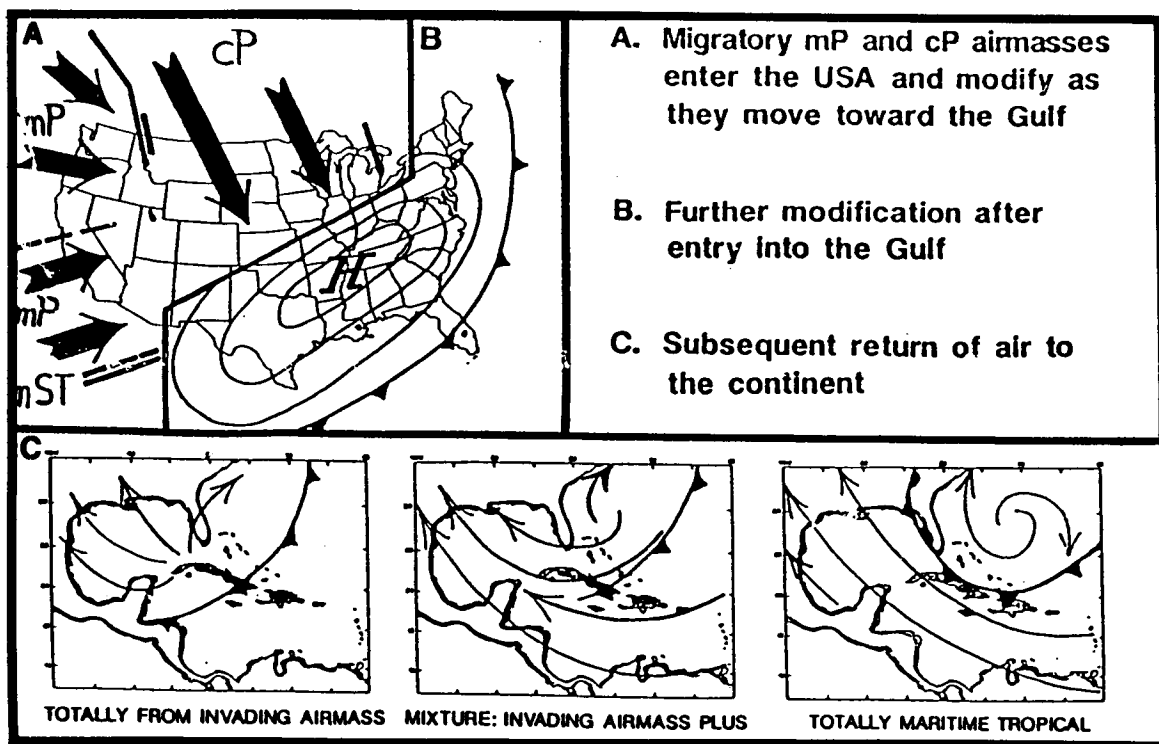 A
cP
B
mP
mP
mST
H
A. Migratory mP and cP airmasses
enter the USA and modify as
they move toward the Gulf
B. Further modification after
entry into the Gulf
C. Subsequent return of air to
the continent
C
TOTALLY FROM INVADING AIRMASS
MIXTURE: INVADING AIRMASS PLUS
TOTALLY MARITIME TROPICAL